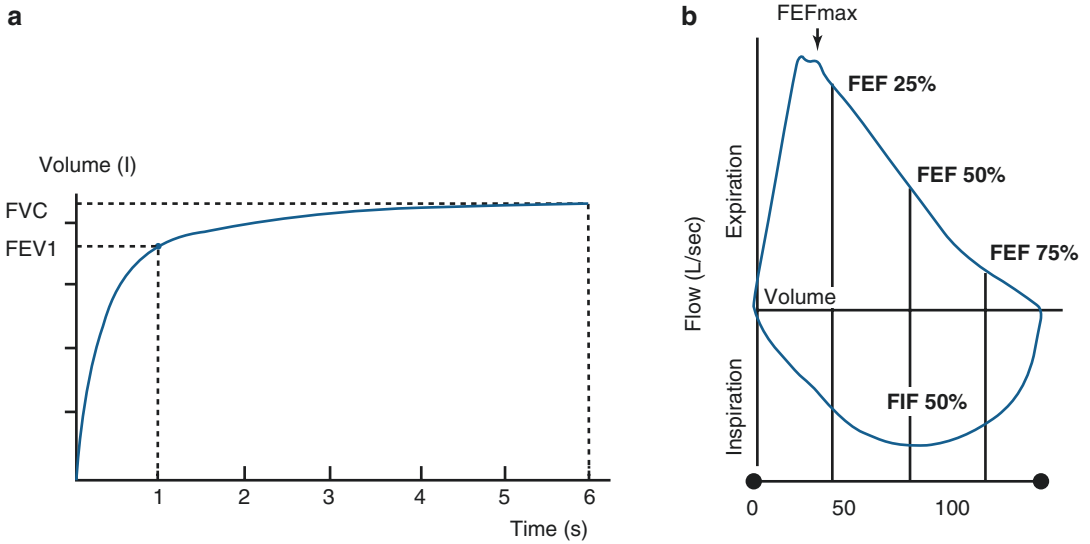 a
Volume (l)
FVC
FEV1
1 2 3 4 5 6
Time (s)
b
FEFmax
FEF 25%
FEF 50%
FEF 75%
Expiration
Flow (L/sec)
Volume
Inspiration
FIF 50%
0 50 100